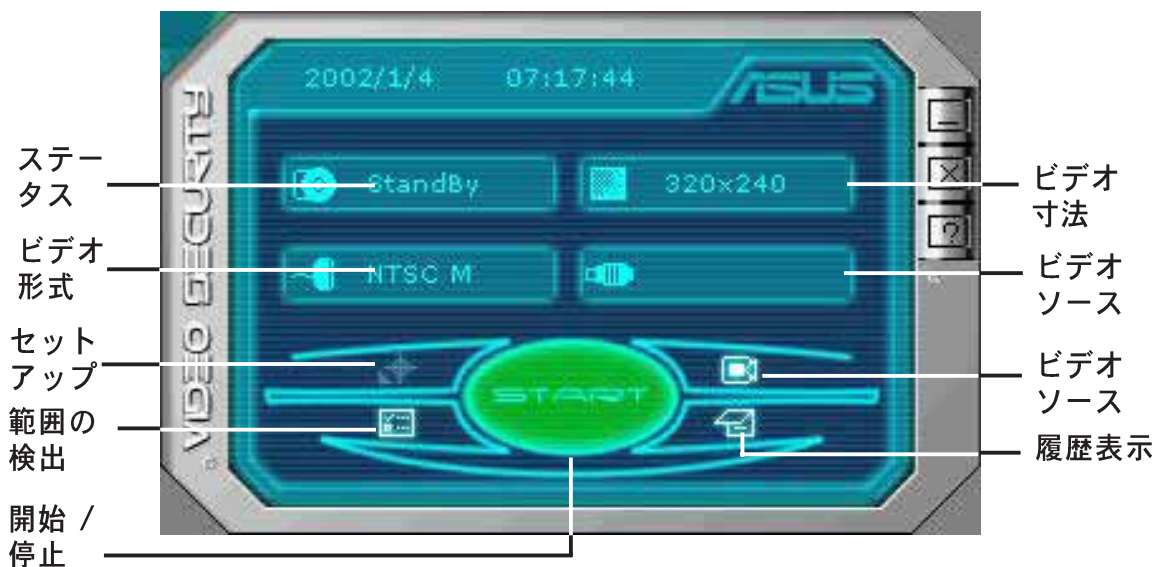 2002/1/4 07:17:44
ASUS
StandBy
320x240
NTSC M
START
ステー
タス
ビデオ
形式
セット
アップ
範囲の
検出
開始 /
停止
ビデオ
寸法
ビデオ
ソース
ビデオ
ソース
履歴表示